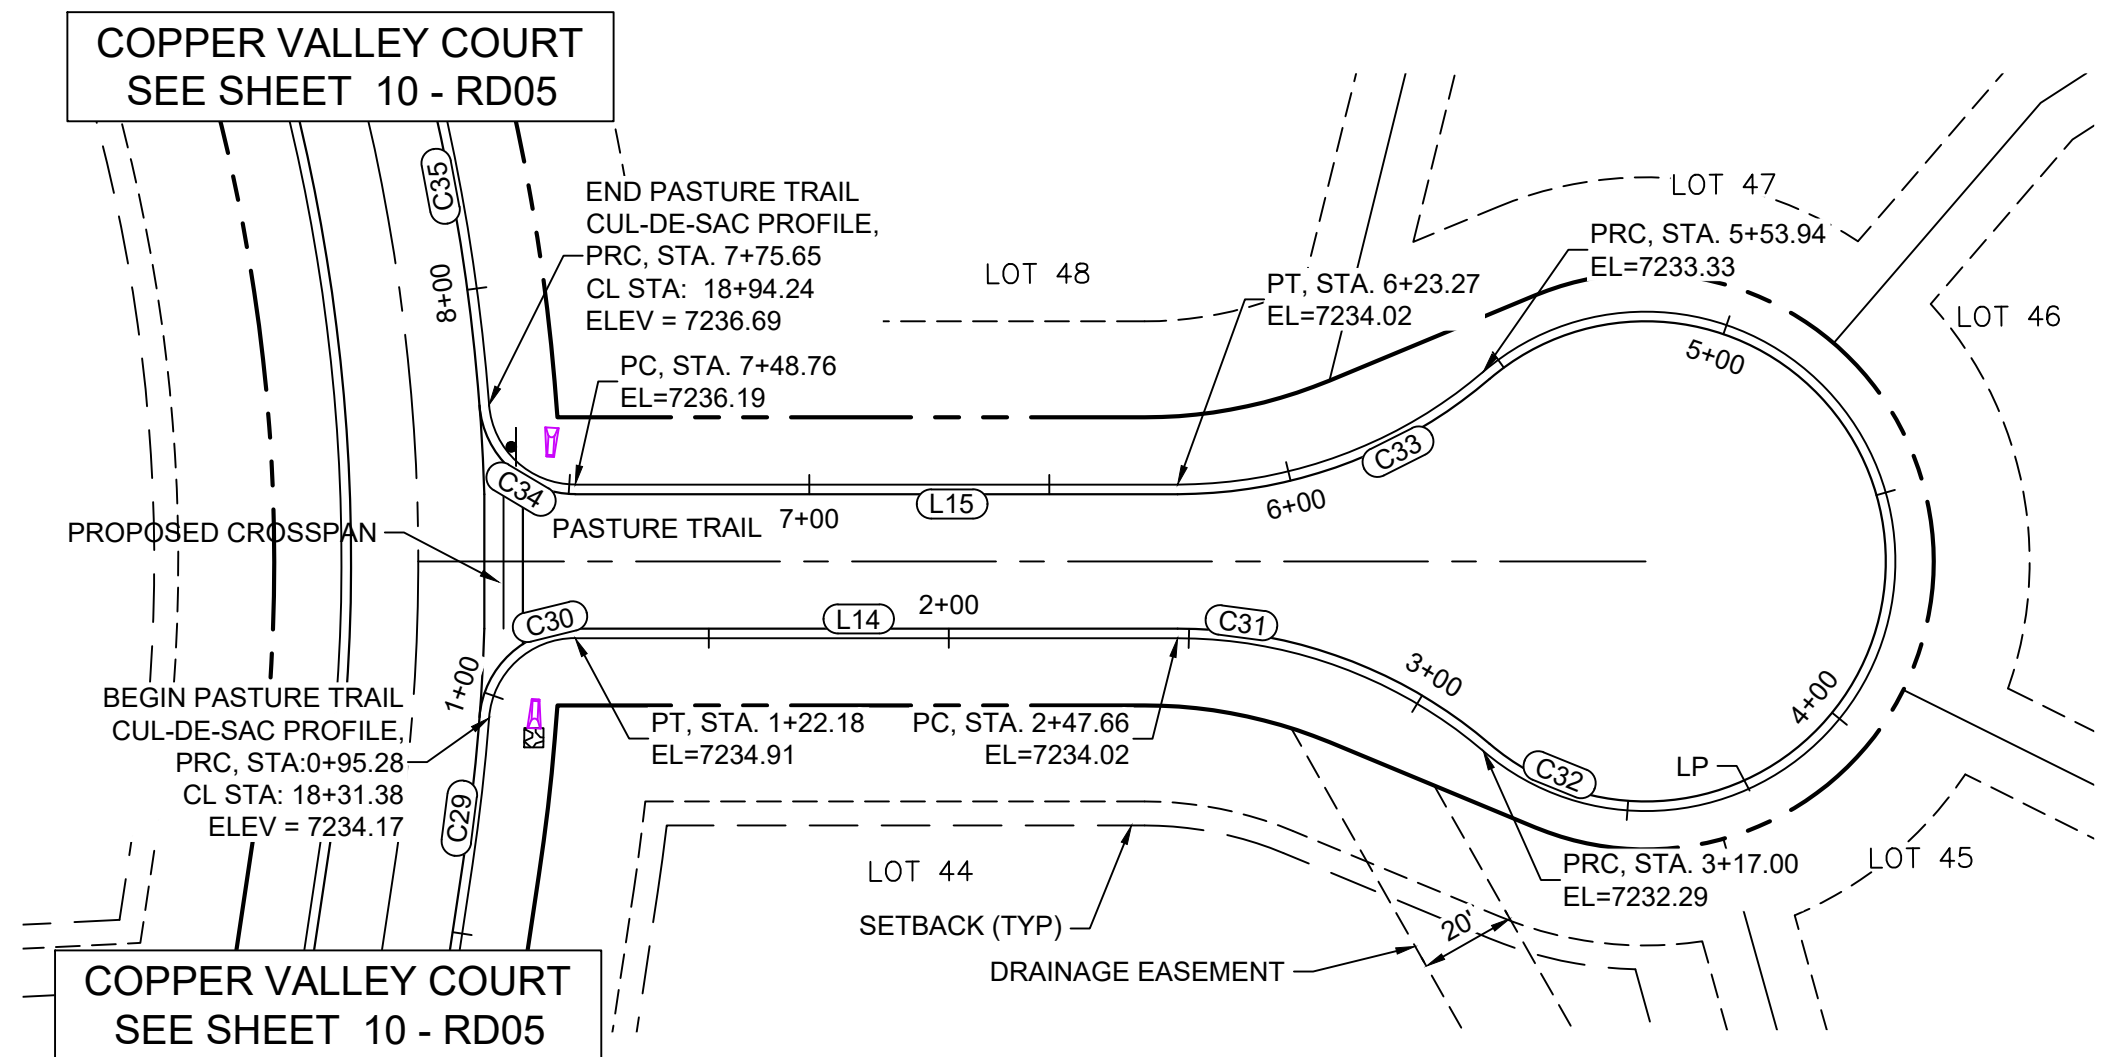 COPPER VALLEY COURT
SEE SHEET 10 - RD05
C35
8+00
END PASTURE TRAIL
CUL-DE-SAC PROFILE,
PRC, STA. 7+75.65
CL STA: 18+94.24
ELEV = 7236.69
PC, STA. 7+48.76
EL=7236.19
LOT 48
PT, STA. 6+23.27
EL=7234.02
LOT 47
PRC, STA. 5+53.94
EL=7233.33
LOT 46
5+00
C33
6+00
C34
L15
7+00
PASTURE TRAIL
PROPOSED CROSSPAN
C30
L14
2+00
C31
1+00
3+00
4+00
BEGIN PASTURE TRAIL
CUL-DE-SAC PROFILE,
PRC, STA:0+95.28
CL STA: 18+31.38
ELEV = 7234.17
PT, STA. 1+22.18
EL=7234.91
PC, STA. 2+47.66
EL=7234.02
C32
LP
C29
LOT 44
PRC, STA. 3+17.00
EL=7232.29
LOT 45
SETBACK (TYP)
20'
DRAINAGE EASEMENT
COPPER VALLEY COURT
SEE SHEET 10 - RD05